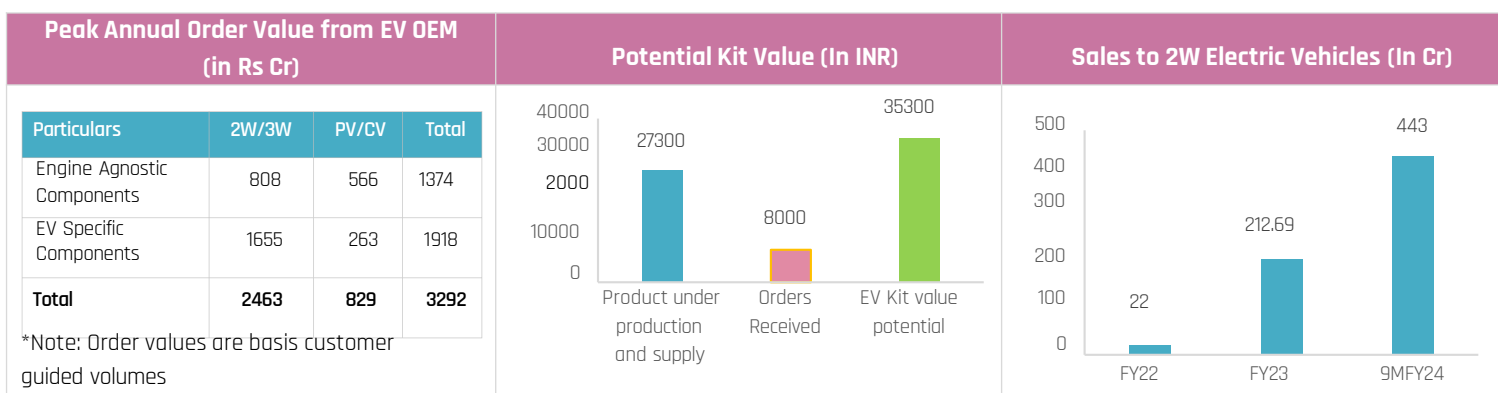 Peak Annual Order Value from EV OEM
(in Rs Cr)
Particulars 2W/3W PV/CV Total
Engine Agnostic
Components 808 566 1374
EV Specific
Components 1655 263 1918
Total 2463 829 3292
*Note: Order values are basis customer
guided volumes
Potential Kit Value (In INR)
40000
30000
2000
10000
0
27300
8000
35300
Product under
production
and supply
Orders
Received
EV Kit value
potential
Sales to 2W Electric Vehicles (In Cr)
500
400
300
200
100
0
22
212.69
443
FY22
FY23
9MFY24